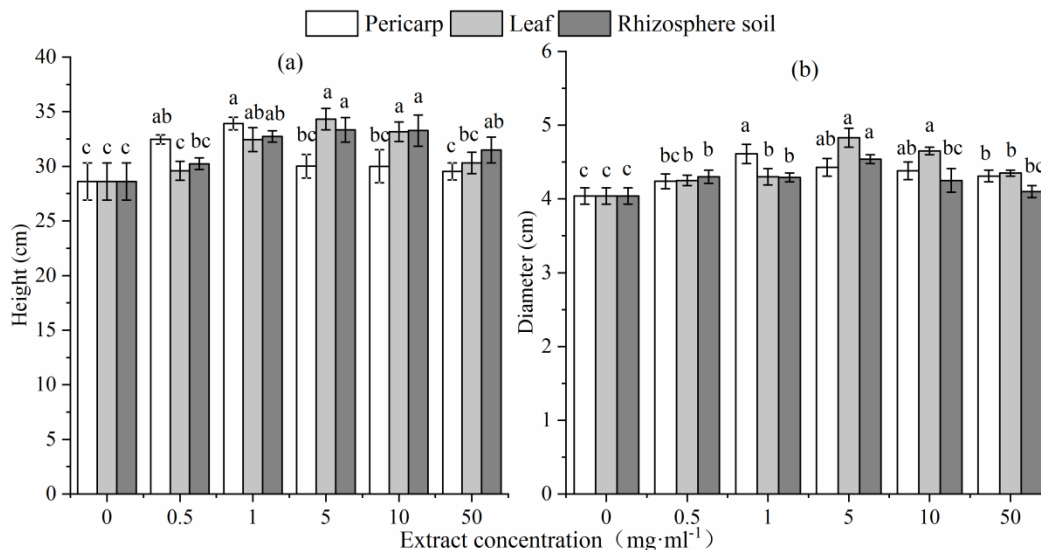 Pericarp Leaf Rhizosphere soil
(a)
40
35
30
25
20
15
10
5
0
Height (cm)
c c c
ab c bc
a ab ab
bc a a
bc a a
c bc ab
0 0.5 1 5 10 50
(b)
6
5
4
3
2
1
0
Diameter (cm)
c c c
bc b b
a b b
ab a a
ab a bc
b b bc
0 0.5 1 5 10 50
Extract concentration（mg·ml⁻¹）